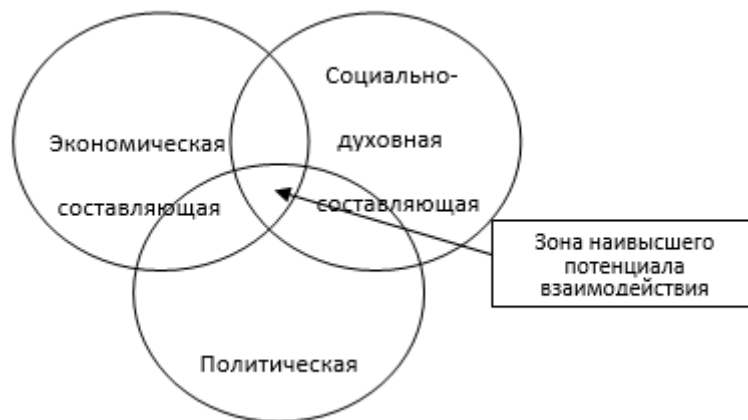 Экономическая
составляющая
Социально-
духовная
составляющая
Политическая
Зона наивысшего
потенциала
взаимодействия